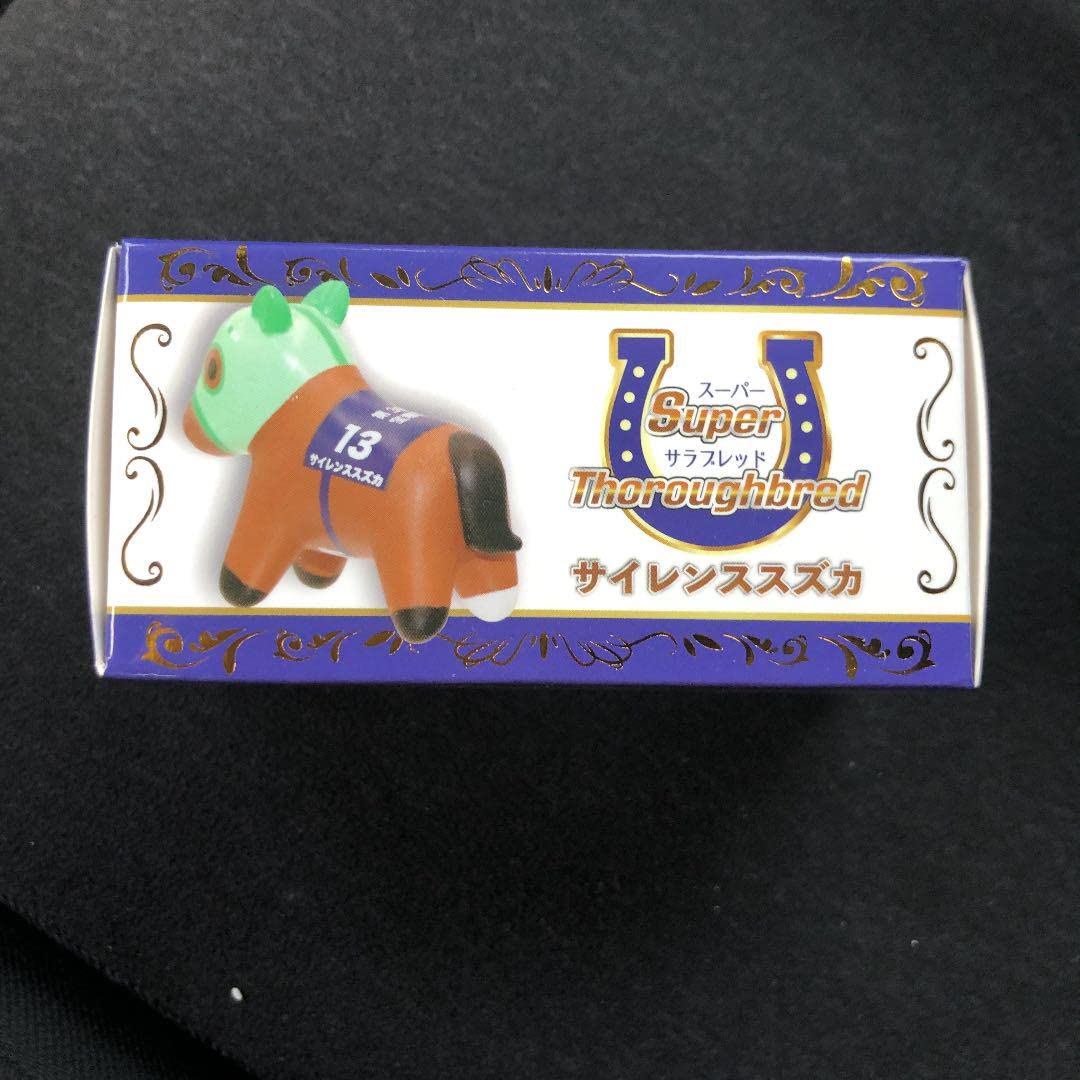 13
サイレンススズカ
スーパー
Super
サラブレッド
Thoroughbred
サイレンススズカ